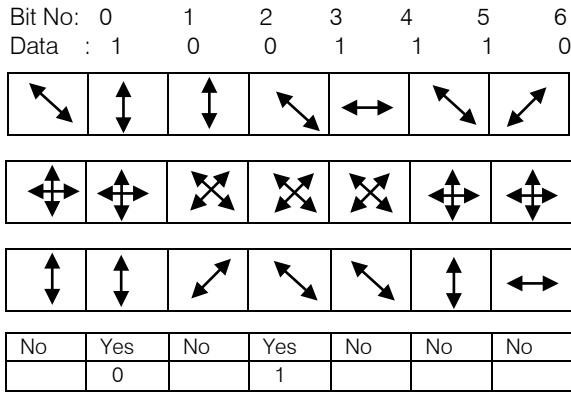 Bit No: 0 1 2 3 4 5 6
Data : 1 0 0 1 1 1 0
No Yes No Yes No No No
0 1